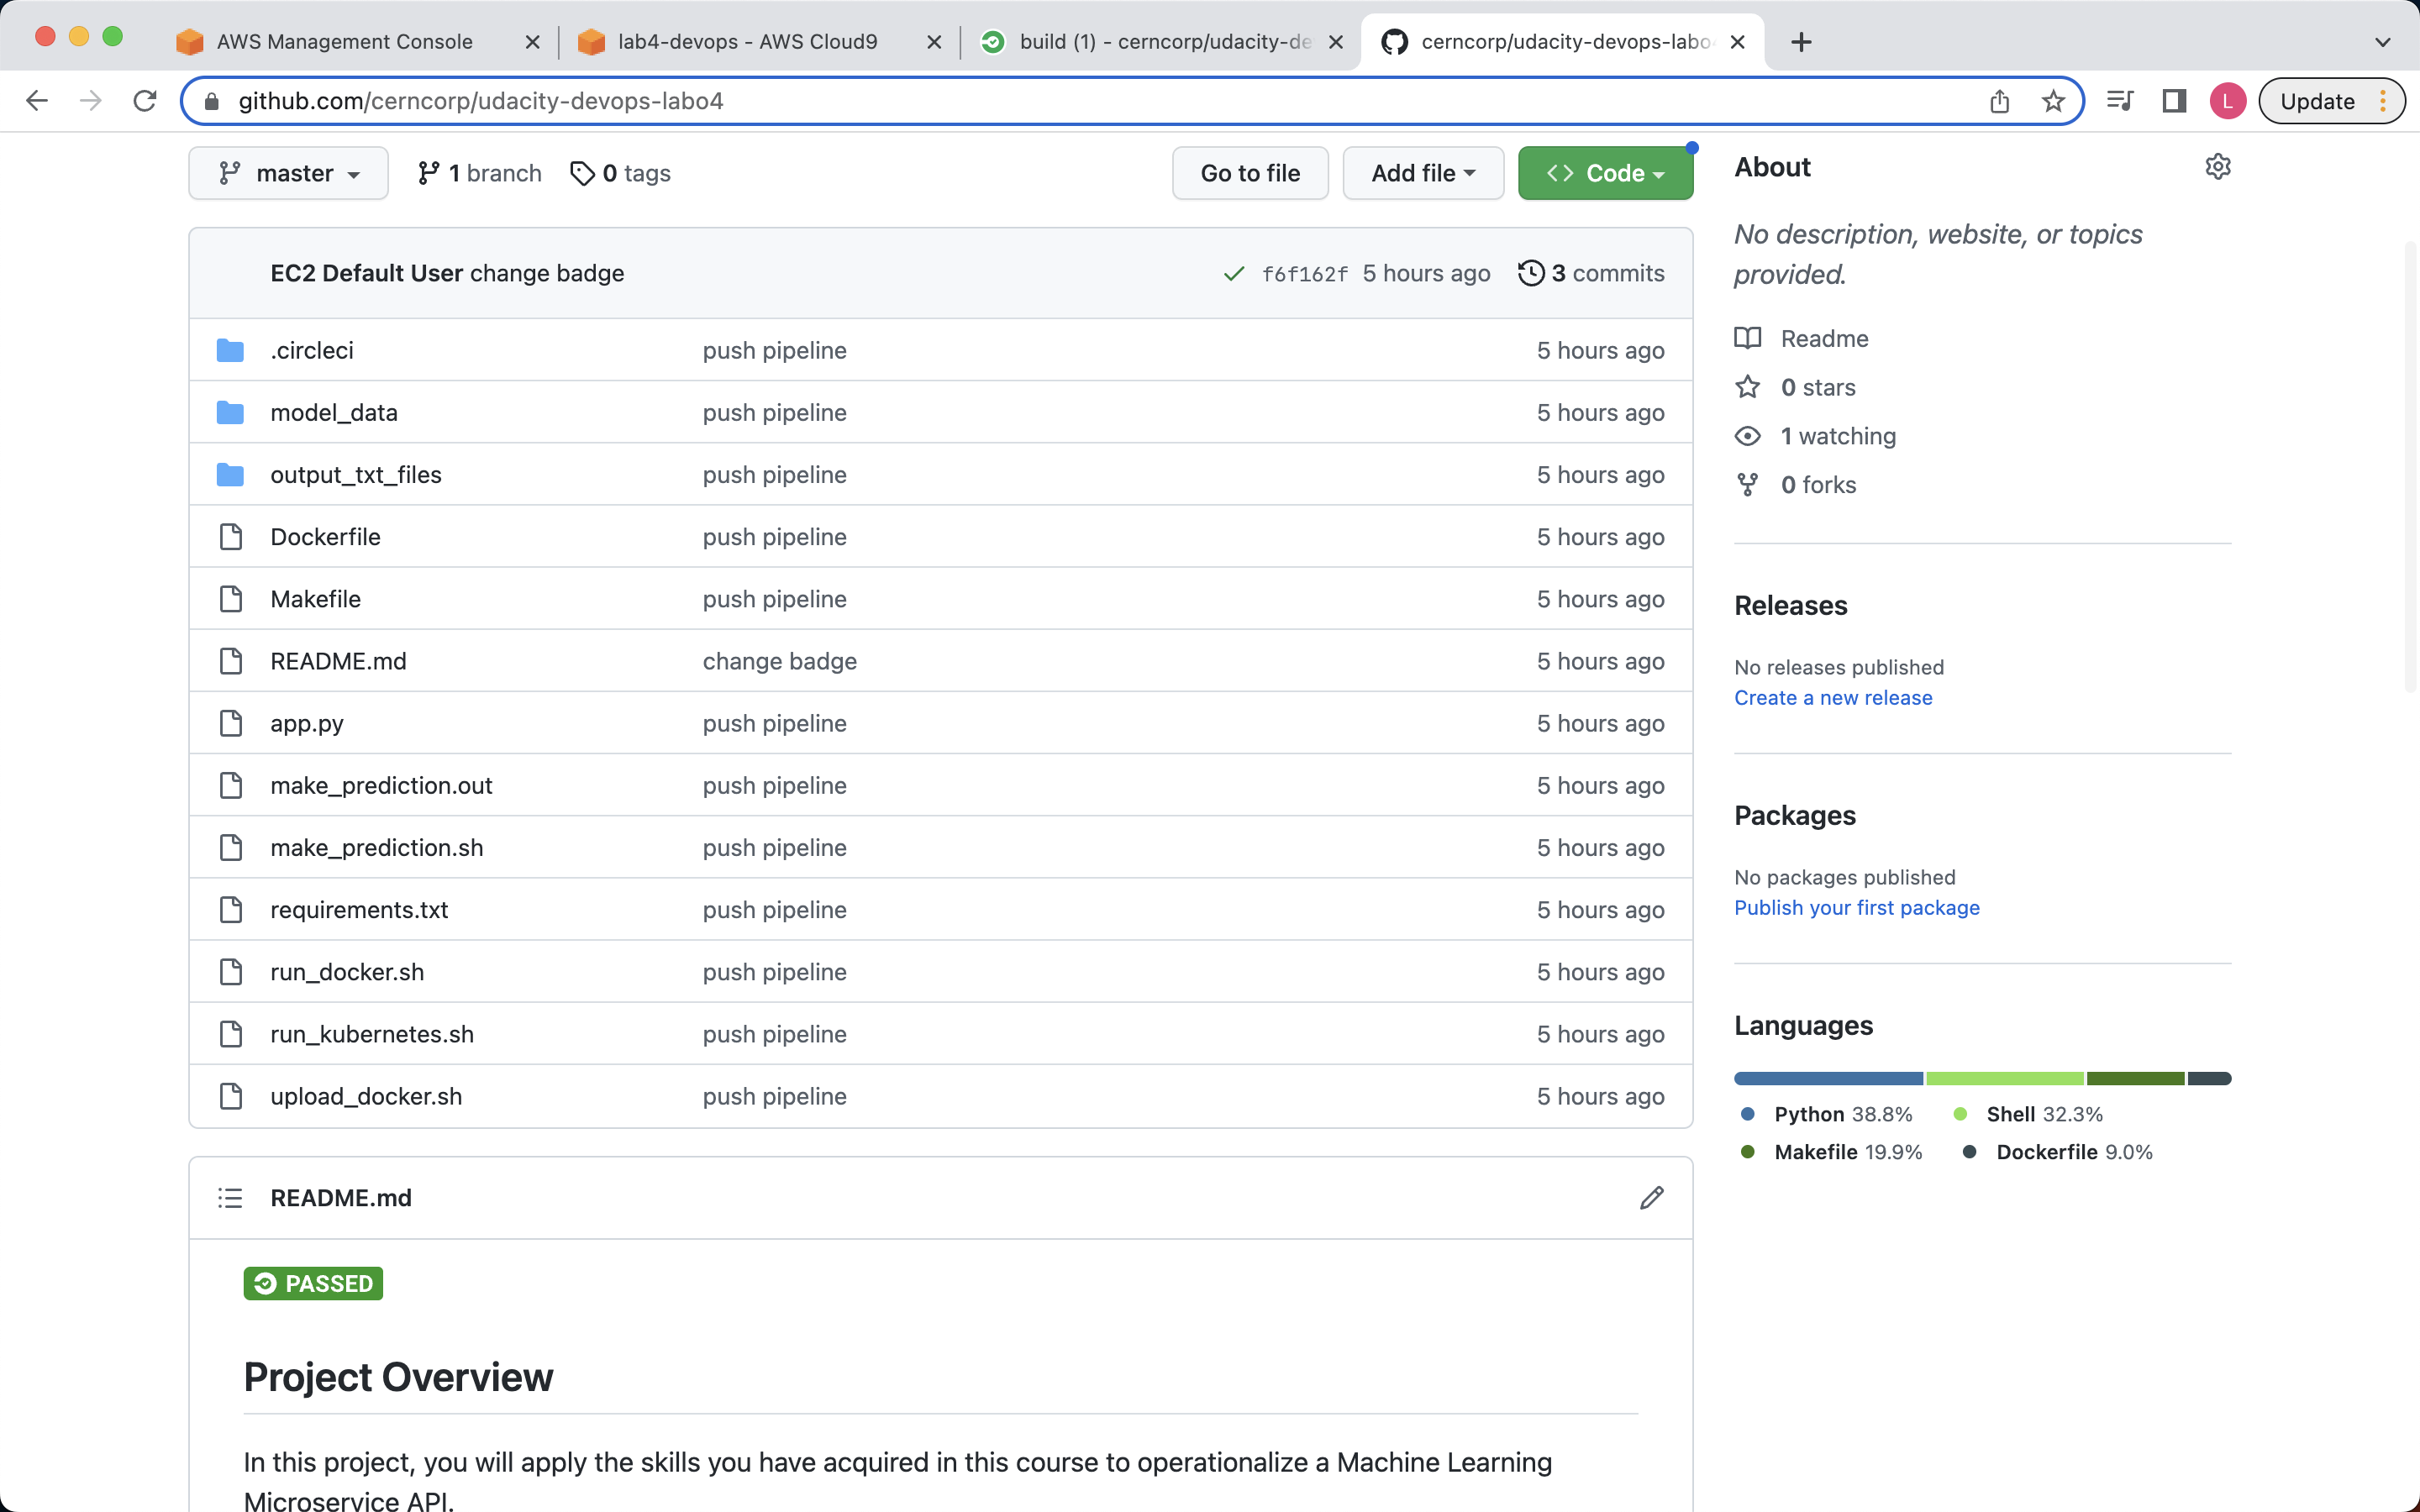 AWS Management Console
lab4-devops - AWS Cloud9
build (1) - cerncorp/udacity-de
cerncorp/udacity-devops-labo4
github.com/cerncorp/udacity-devops-labo4
L
Update
master
1 branch
0 tags
Go to file
Add file
Code
EC2 Default User change badge
f6f162f 5 hours ago
3 commits
.circleci push pipeline 5 hours ago
model_data push pipeline 5 hours ago
output_txt_files push pipeline 5 hours ago
Dockerfile push pipeline 5 hours ago
Makefile push pipeline 5 hours ago
README.md change badge 5 hours ago
app.py push pipeline 5 hours ago
make_prediction.out push pipeline 5 hours ago
make_prediction.sh push pipeline 5 hours ago
requirements.txt push pipeline 5 hours ago
run_docker.sh push pipeline 5 hours ago
run_kubernetes.sh push pipeline 5 hours ago
upload_docker.sh push pipeline 5 hours ago
README.md
PASSED
Project Overview
In this project, you will apply the skills you have acquired in this course to operationalize a Machine Learning
Microservice API.
About
No description, website, or topics
provided.
Readme
0 stars
1 watching
0 forks
Releases
No releases published
Create a new release
Packages
No packages published
Publish your first package
Languages
Python 38.8%
Shell 32.3%
Makefile 19.9%
Dockerfile 9.0%